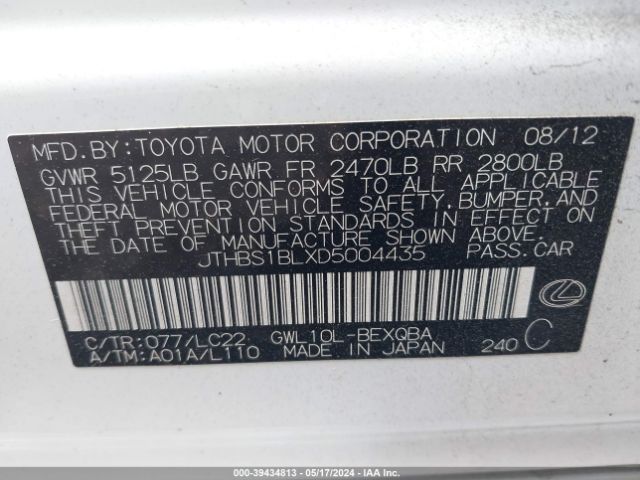 MFD.BY:TOYOTA MOTOR CORPORATION 08/12
GVWR 5125LB GAWR FR 2470LB RR 2800LB
THIS VEHICLE CONFORMS TO ALL APPLICABLE
FEDERAL MOTOR VEHICLE SAFETY,BUMPER,AND
THEFT PREVENTION STANDARDS IN EFFECT ON
THE DATE OF MANUFACTURE SHOWN ABOVE.
JTHBS1BLXD5004435 PASS.CAR
C/TR:077/LC22 GWL10L-BEXQBA
A/TM:A01A/L110 MADE IN JAPAN 240 C
000-39434813 - 05/17/2024 - IAAI.com